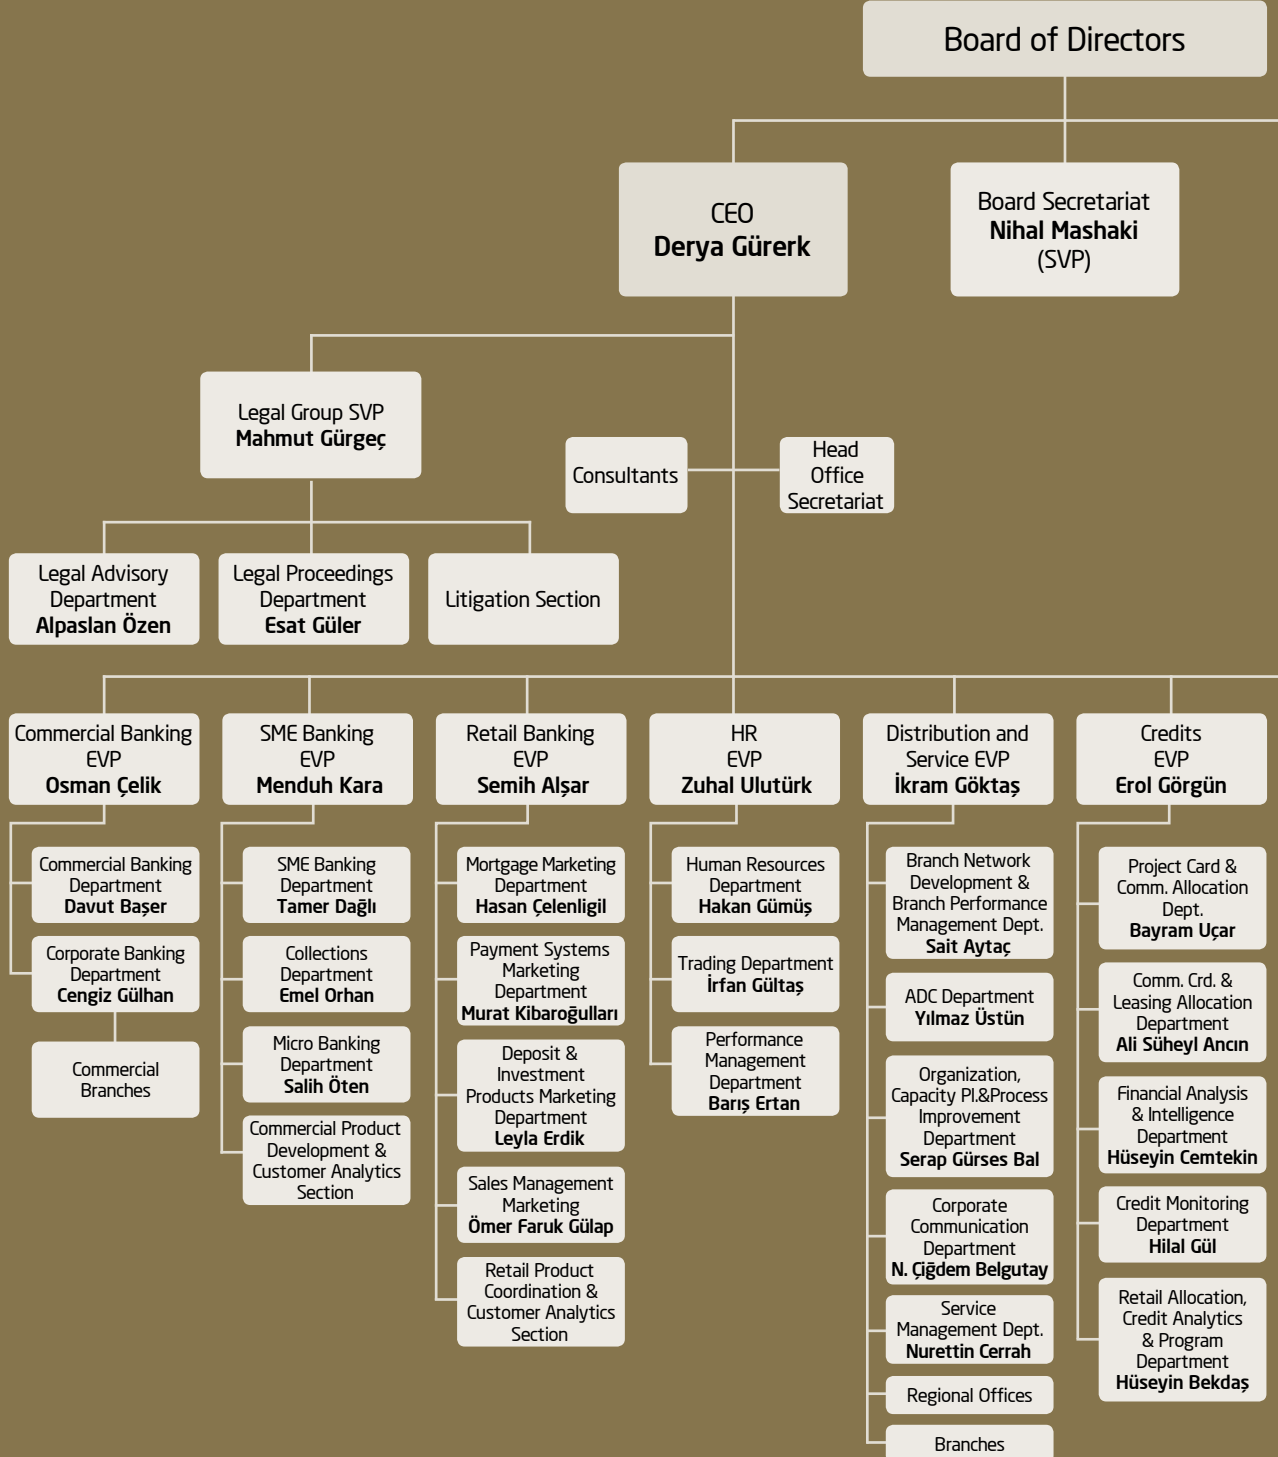 Board of Directors
CEO
Derya Gürerk
Board Secretariat
Nihal Mashaki
(SVP)
Legal Group SVP
Mahmut Gürgeç
Consultants
Head
Office
Secretariat
Legal Advisory
Department
Alpaslan Özen
Legal Proceedings
Department
Esat Güler
Litigation Section
Commercial Banking
EVP
Osman Çelik
SME Banking
EVP
Menduh Kara
Retail Banking
EVP
Semih Alşar
HR
EVP
Zuhal Ulutürk
Distribution and
Service EVP
İkram Göktaş
Credits
EVP
Erol Görgün
Commercial Banking
Department
Davut Başer
Corporate Banking
Department
Cengiz Gülhan
Commercial
Branches
SME Banking
Department
Tamer Dağlı
Collections
Department
Emel Orhan
Micro Banking
Department
Salih Öten
Commercial Product
Development &
Customer Analytics
Section
Mortgage Marketing
Department
Hasan Çelenligil
Payment Systems
Marketing
Department
Murat Kibaroğulları
Deposit &
Investment
Products Marketing
Department
Leyla Erdik
Sales Management
Marketing
Ömer Faruk Gülap
Retail Product
Coordination &
Customer Analytics
Section
Human Resources
Department
Hakan Gümüş
Trading Department
İrfan Gültaş
Performance
Management
Department
Barış Ertan
Branch Network
Development &
Branch Performance
Management Dept.
Sait Aytaç
ADC Department
Yılmaz Üstün
Organization,
Capacity Pl.&Process
Improvement
Department
Serap Gürses Bal
Corporate
Communication
Department
N. Çiğdem Belgutay
Service
Management Dept.
Nurettin Cerrah
Regional Offices
Branches
Project Card &
Comm. Allocation
Dept.
Bayram Uçar
Comm. Crd. &
Leasing Allocation
Department
Ali Süheyl Ancın
Financial Analysis
& Intelligence
Department
Hüseyin Cemtekin
Credit Monitoring
Department
Hilal Gül
Retail Allocation,
Credit Analytics
& Program
Department
Hüseyin Bekdaş